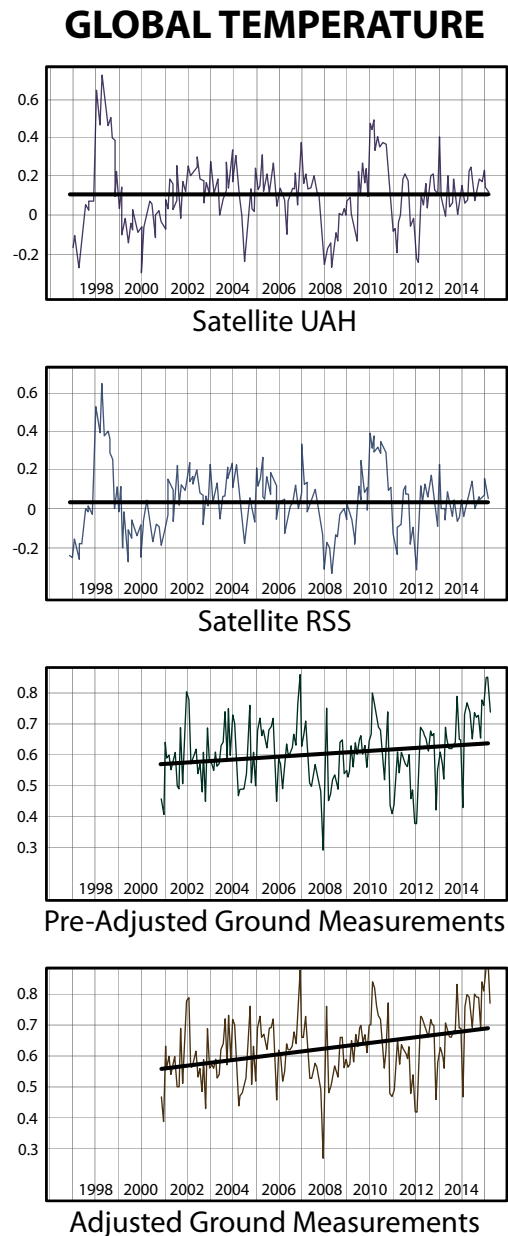 GLOBAL TEMPERATURE
0.6
0.4
0.2
0
-0.2
1998 2000 2002 2004 2006 2008 2010 2012 2014
Satellite UAH
0.6
0.4
0.2
0
-0.2
1998 2000 2002 2004 2006 2008 2010 2012 2014
Satellite RSS
0.8
0.7
0.6
0.5
0.4
0.3
1998 2000 2002 2004 2006 2008 2010 2012 2014
Pre-Adjusted Ground Measurements
0.8
0.7
0.6
0.5
0.4
0.3
1998 2000 2002 2004 2006 2008 2010 2012 2014
Adjusted Ground Measurements